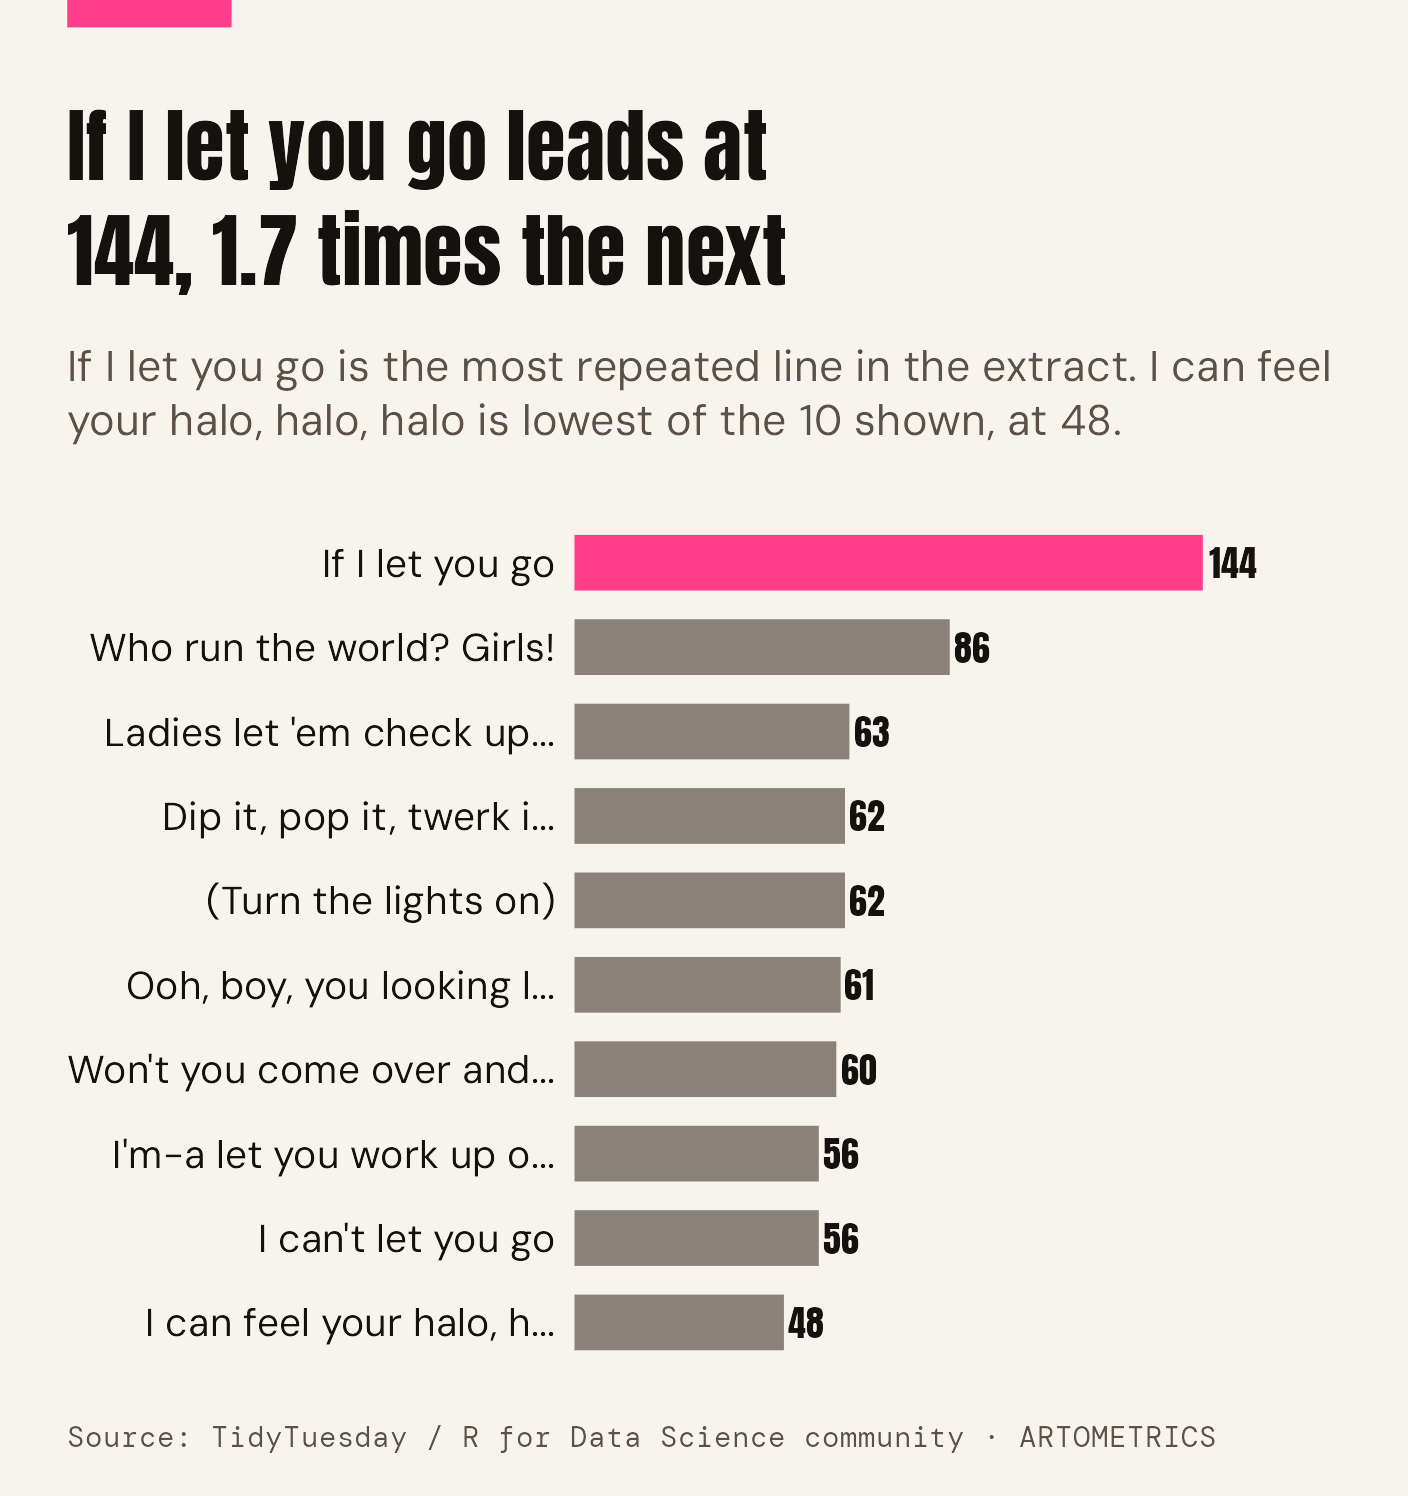 If I let you go leads at
144, 1.7 times the next
If I let you go is the most repeated line in the extract. I can feel
your halo, halo, halo is lowest of the 10 shown, at 48.
If I let you go 144
Who run the world? Girls! 86
Ladies let 'em check up... 63
Dip it, pop it, twerk i... 62
(Turn the lights on) 62
Ooh, boy, you looking l... 61
Won't you come over and... 60
I'm-a let you work up o... 56
I can't let you go 56
I can feel your halo, h... 48
Source: TidyTuesday / R for Data Science community · ARTOMETRICS